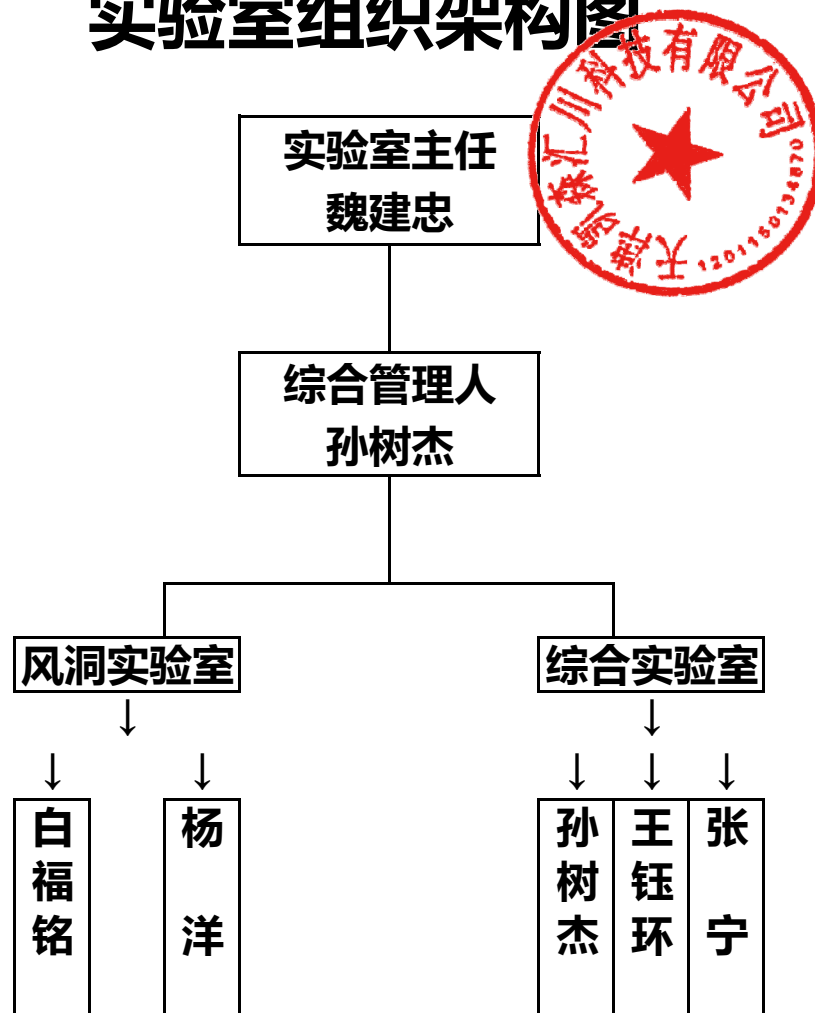 实验室组织架构图
天津凯森汇川科技有限公司
实验室主任
魏建忠
综合管理人
孙树杰
风洞实验室
综合实验室
↓
↓
↓
↓
↓
↓
↓
白福铭
杨洋
孙树杰
王钰环
张宁